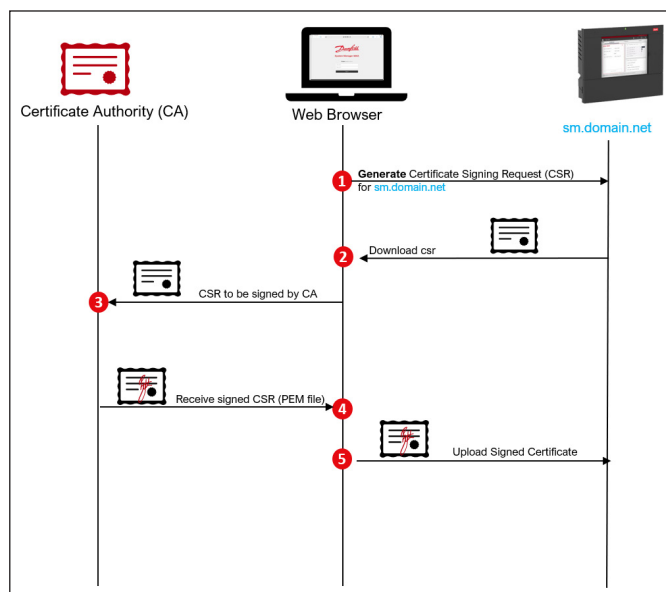 Danfoss
Certificate Authority (CA)
Web Browser
sm.domain.net
1
Generate Certificate Signing Request (CSR)
for sm.domain.net
2
Download csr
3
CSR to be signed by CA
Receive signed CSR (PEM file)
4
5
Upload Signed Certificate